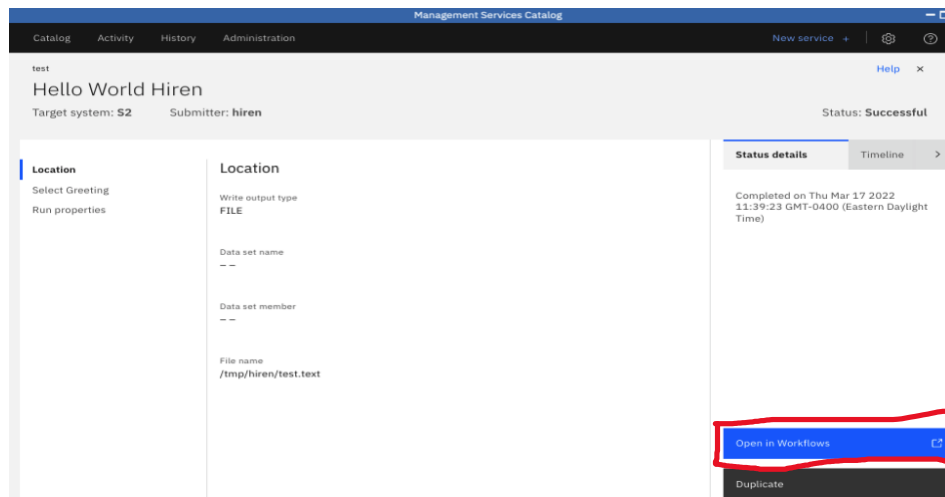 Management Services Catalog
Catalog Activity History Administration New service +
test
Help ×
Hello World Hiren
Target system: S2 Submitter: hiren Status: Successful
Location
Select Greeting
Run properties
Location
Write output type
FILE
Data set name
– –
Data set member
– –
File name
/tmp/hiren/test.text
Status details Timeline >
Completed on Thu Mar 17 2022
11:39:23 GMT-0400 (Eastern Daylight
Time)
Open in Workflows
Duplicate